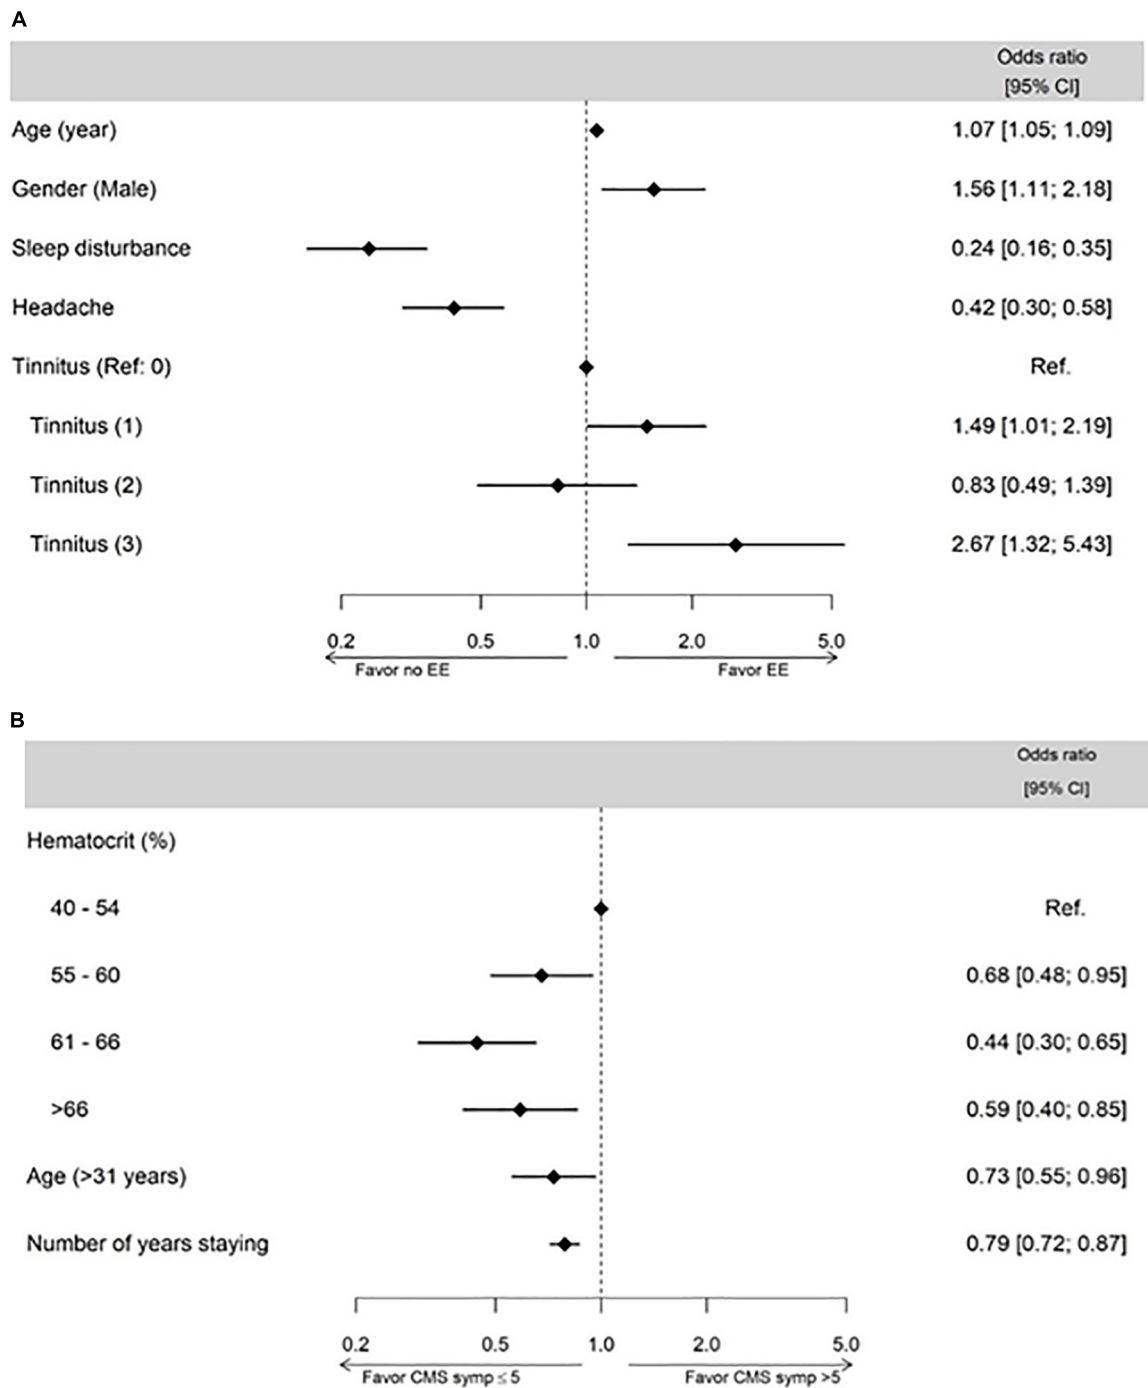 A
Odds ratio
[95% CI]
Age (year) 1.07 [1.05; 1.09]
Gender (Male) 1.56 [1.11; 2.18]
Sleep disturbance 0.24 [0.16; 0.35]
Headache 0.42 [0.30; 0.58]
Tinnitus (Ref: 0) Ref.
Tinnitus (1) 1.49 [1.01; 2.19]
Tinnitus (2) 0.83 [0.49; 1.39]
Tinnitus (3) 2.67 [1.32; 5.43]
0.2 0.5 1.0 2.0 5.0
Favor no EE Favor EE
B
Odds ratio
[95% CI]
Hematocrit (%)
40 - 54 Ref.
55 - 60 0.68 [0.48; 0.95]
61 - 66 0.44 [0.30; 0.65]
>66 0.59 [0.40; 0.85]
Age (>31 years) 0.73 [0.55; 0.96]
Number of years staying 0.79 [0.72; 0.87]
0.2 0.5 1.0 2.0 5.0
Favor CMS symp ≤ 5 Favor CMS symp >5